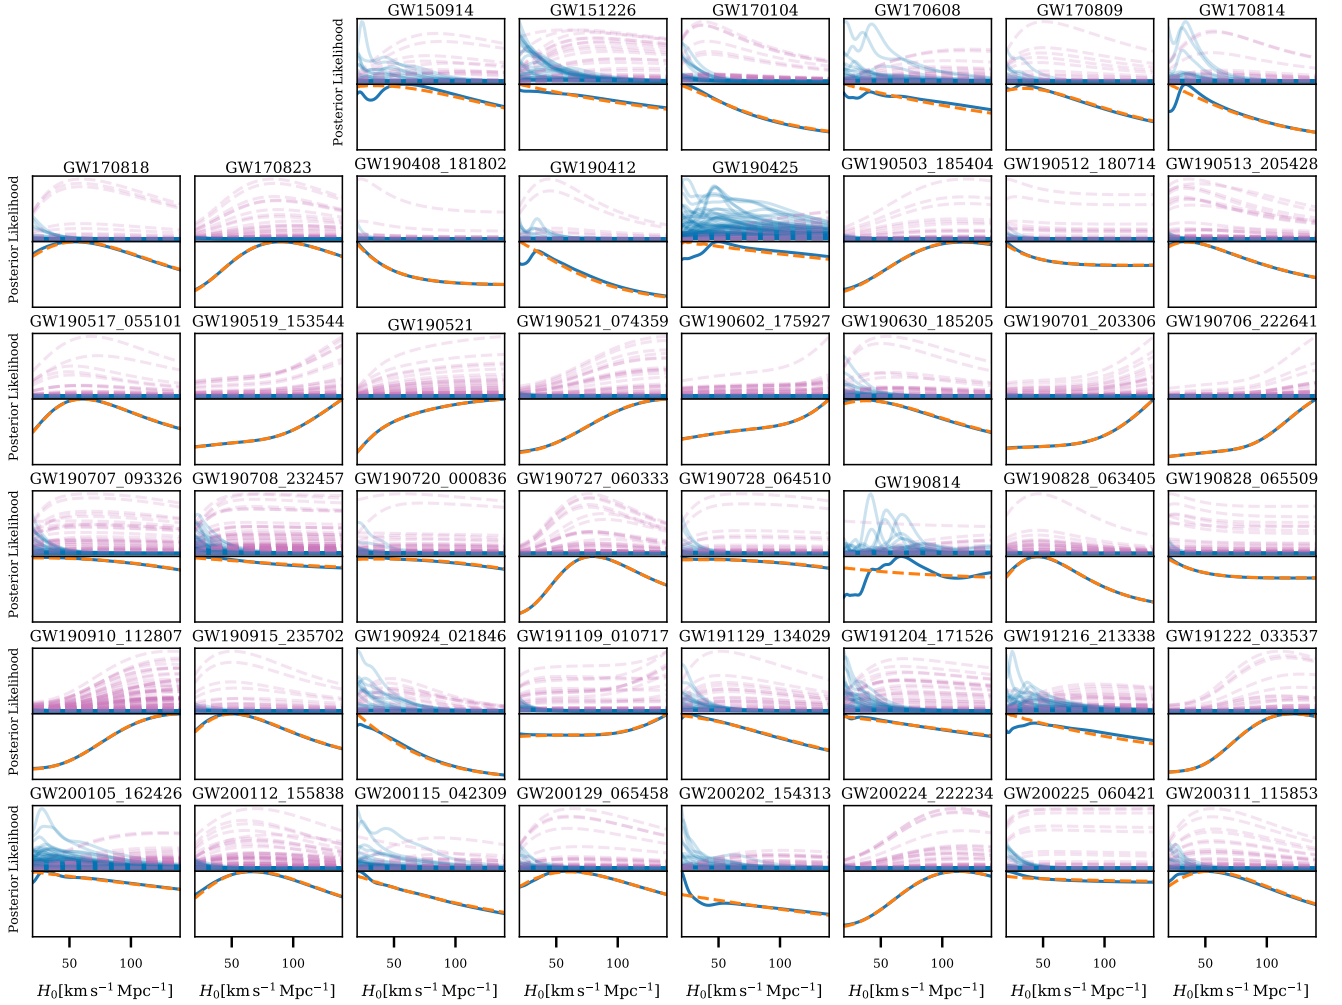 GW150914 GW151226 GW170104 GW170608 GW170809 GW170814
Posterior Likelihood
GW170818 GW170823 GW190408_181802 GW190412 GW190425 GW190503_185404 GW190512_180714 GW190513_205428
Posterior Likelihood
GW190517_055101 GW190519_153544 GW190521 GW190521_074359 GW190602_175927 GW190630_185205 GW190701_203306 GW190706_222641
Posterior Likelihood
GW190707_093326 GW190708_232457 GW190720_000836 GW190727_060333 GW190728_064510 GW190814 GW190828_063405 GW190828_065509
Posterior Likelihood
GW190910_112807 GW190915_235702 GW190924_021846 GW191109_010717 GW191129_134029 GW191204_171526 GW191216_213338 GW191222_033537
Posterior Likelihood
GW200105_162426 GW200112_155838 GW200115_042309 GW200129_065458 GW200202_154313 GW200224_222234 GW200225_060421 GW200311_115853
Posterior Likelihood
50 100 50 100 50 100 50 100 50 100 50 100 50 100 50 100
H₀[km s⁻¹ Mpc⁻¹] H₀[km s⁻¹ Mpc⁻¹] H₀[km s⁻¹ Mpc⁻¹] H₀[km s⁻¹ Mpc⁻¹] H₀[km s⁻¹ Mpc⁻¹] H₀[km s⁻¹ Mpc⁻¹] H₀[km s⁻¹ Mpc⁻¹] H₀[km s⁻¹ Mpc⁻¹]